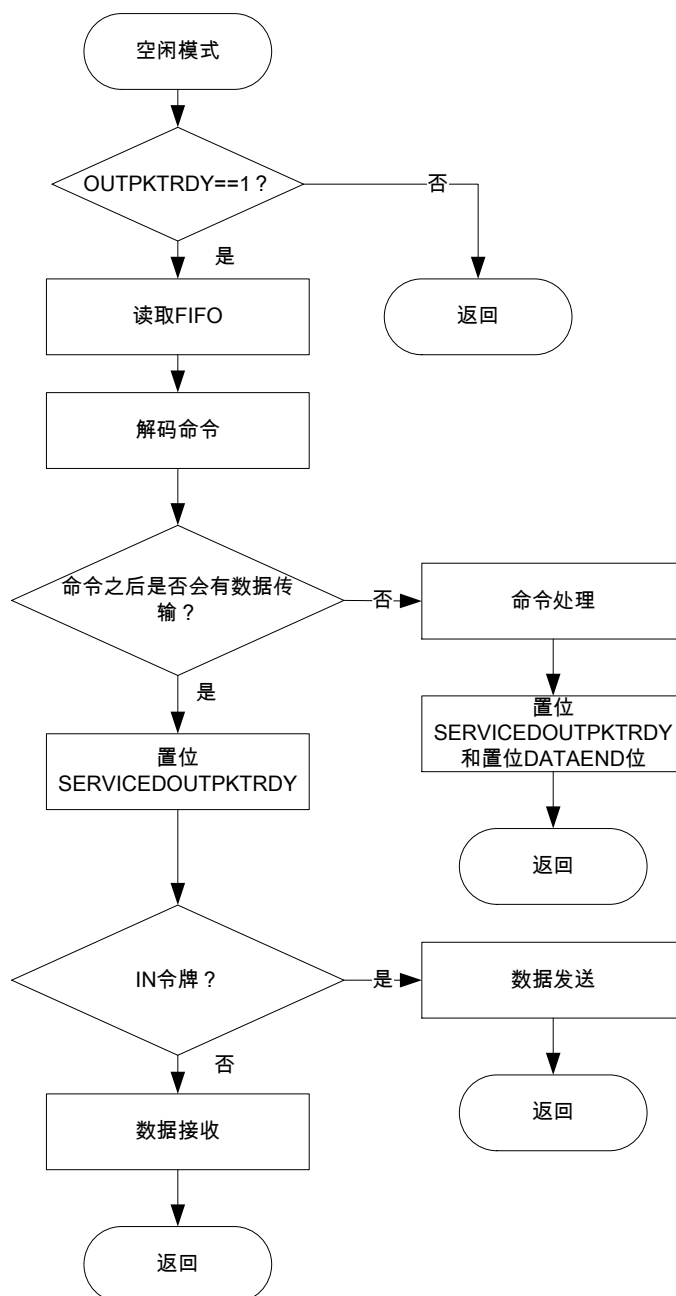 空闲模式
OUTPKTRDY==1？
否
是
读取FIFO
返回
解码命令
命令之后是否会有数据传
输？
否
命令处理
是
置位
SERVICEDOUTPKTRDY
置位
SERVICEDOUTPKTRDY
和置位DATAEND位
返回
IN令牌？
是
数据发送
否
数据接收
返回
返回